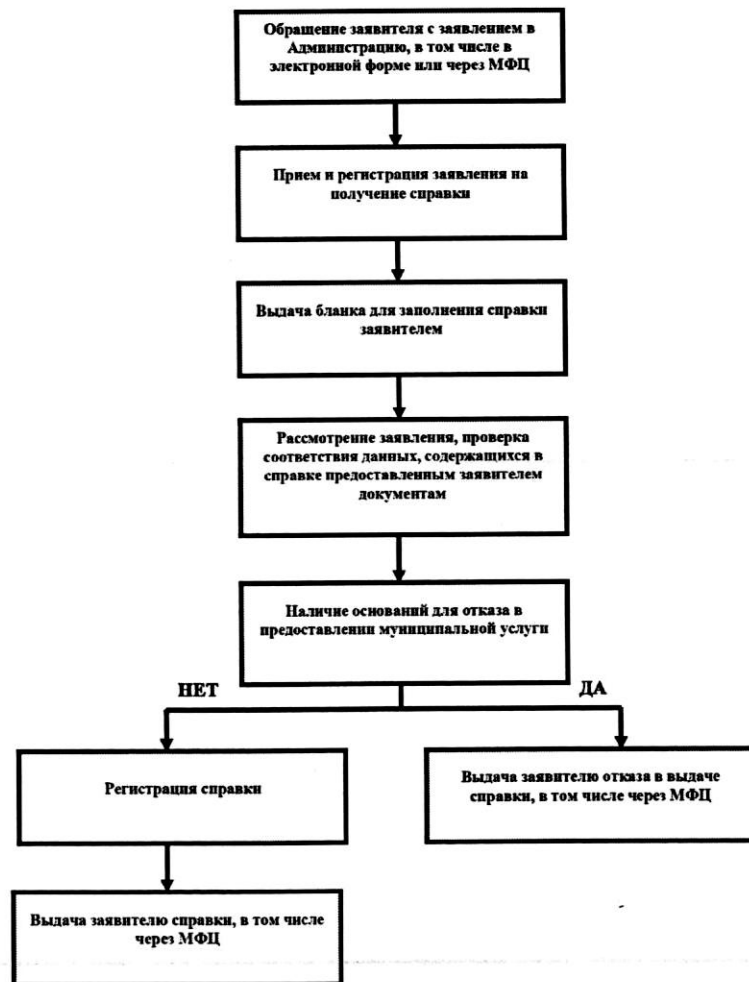 Обращение заявителя с заявлением в
Администрацию, в том числе в
электронной форме или через МФЦ
Прием и регистрация заявления на
получение справки
Выдача бланка для заполнения справки
заявителем
Рассмотрение заявления, проверка
соответствия данных, содержащихся в
справке предоставленным заявителем
документам
Наличие оснований для отказа в
предоставлении муниципальной услуги
НЕТ
ДА
Регистрация справки
Выдача заявителю отказа в выдаче
справки, в том числе через МФЦ
Выдача заявителю справки, в том числе
через МФЦ